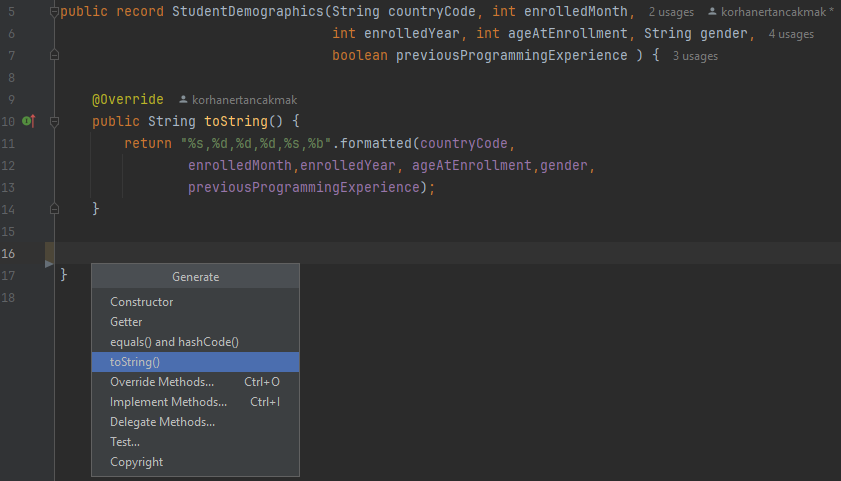 5 public record StudentDemographics(String countryCode, int enrolledMonth, 2 usages korhanertancakmak *
6 int enrolledYear, int ageAtEnrollment, String gender, 4 usages
7 boolean previousProgrammingExperience ) { 3 usages
8
9 @Override korhanertancakmak
10 public String toString() {
11 return "%s,%d,%d,%d,%s,%b".formatted(countryCode,
12 enrolledMonth,enrolledYear, ageAtEnrollment,gender,
13 previousProgrammingExperience);
14 }
15
16
17 }
18
Generate
Constructor
Getter
equals() and hashCode()
toString()
Override Methods... Ctrl+O
Implement Methods... Ctrl+I
Delegate Methods...
Test...
Copyright